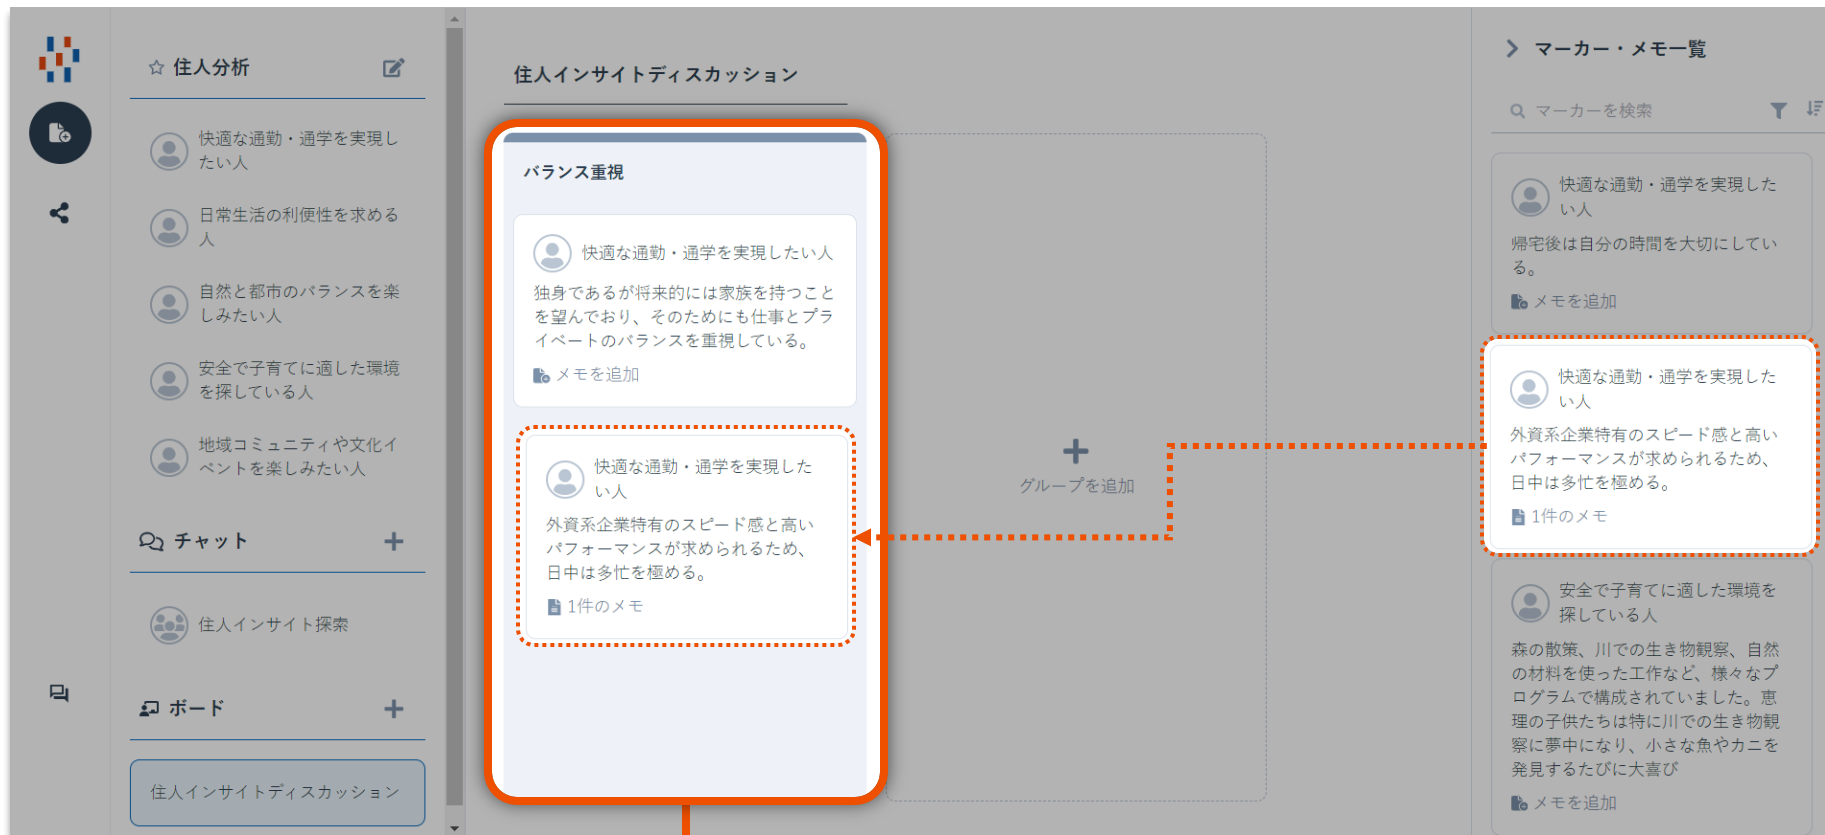 住人分析
快適な通勤・通学を実現し
たい人
日常生活の利便性を求める
人
自然と都市のバランスを楽
しみたい人
安全で子育てに適した環境
を探している人
地域コミュニティや文化イ
ベントを楽しみたい人
チャット
住人インサイト探索
ボード
住人インサイトディスカッション
住人インサイトディスカッション
バランス重視
快適な通勤・通学を実現したい人
独身であるが将来的には家族を持つこと
を望んでおり、そのためにも仕事とプラ
イベートのバランスを重視している。
メモを追加
快適な通勤・通学を実現した
い人
外資系企業特有のスピード感と高い
パフォーマンスが求められるため、
日中は多忙を極める。
1件のメモ
グループを追加
マーカー・メモ一覧
マーカーを検索
快適な通勤・通学を実現した
い人
帰宅後は自分の時間を大切にしてい
る。
メモを追加
快適な通勤・通学を実現した
い人
外資系企業特有のスピード感と高い
パフォーマンスが求められるため、
日中は多忙を極める。
1件のメモ
安全で子育てに適した環境を
探している人
森の散策、川での生き物観察、自然
の材料を使った工作など、様々なプ
ログラムで構成されていました。恵
理の子供たちは特に川での生き物観
察に夢中になり、小さな魚やカニを
発見するたびに大喜び
メモを追加